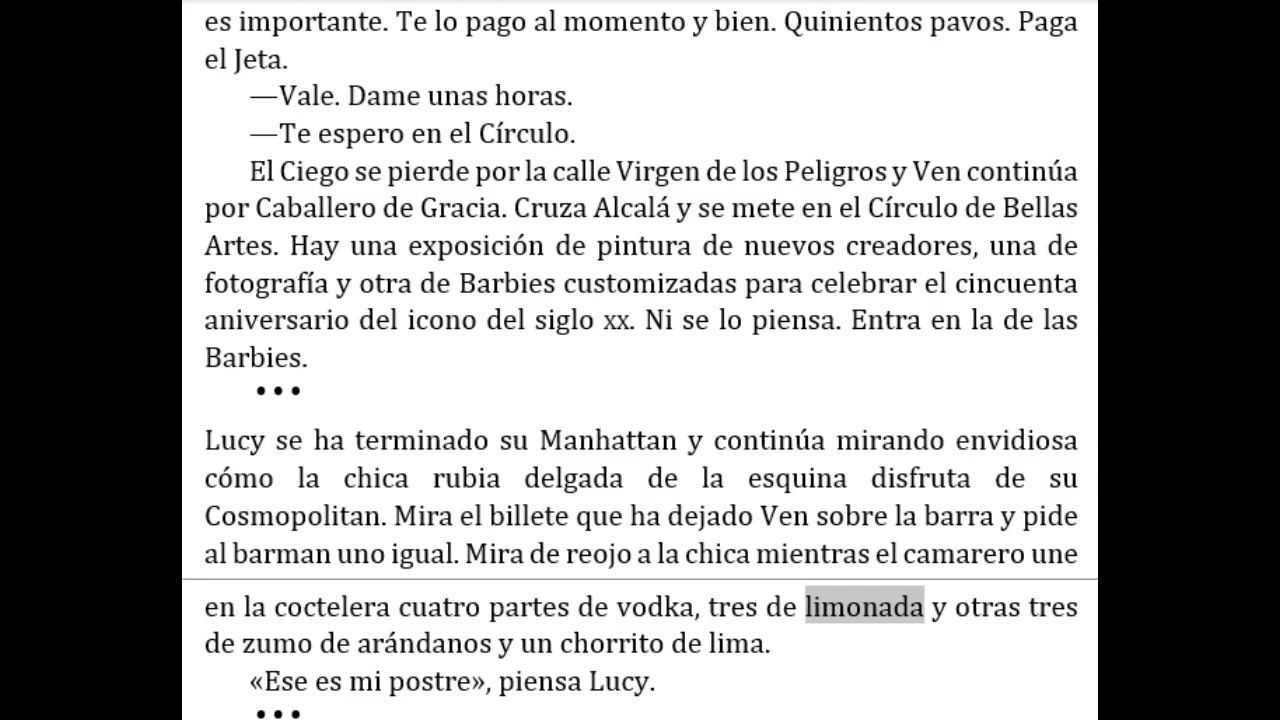 es importante. Te lo pago al momento y bien. Quinientos pavos. Paga
el Jeta.
—Vale. Dame unas horas.
—Te espero en el Círculo.
El Ciego se pierde por la calle Virgen de los Peligros y Ven continúa
por Caballero de Gracia. Cruza Alcalá y se mete en el Círculo de Bellas
Artes. Hay una exposición de pintura de nuevos creadores, una de
fotografía y otra de Barbies customizadas para celebrar el cincuenta
aniversario del icono del siglo xx. Ni se lo piensa. Entra en la de las
Barbies.
•••
Lucy se ha terminado su Manhattan y continúa mirando envidiosa
cómo la chica rubia delgada de la esquina disfruta de su
Cosmopolitan. Mira el billete que ha dejado Ven sobre la barra y pide
al barman uno igual. Mira de reojo a la chica mientras el camarero une
en la coctelera cuatro partes de vodka, tres de limonada y otras tres
de zumo de arándanos y un chorrito de lima.
«Ese es mi postre», piensa Lucy.
•••